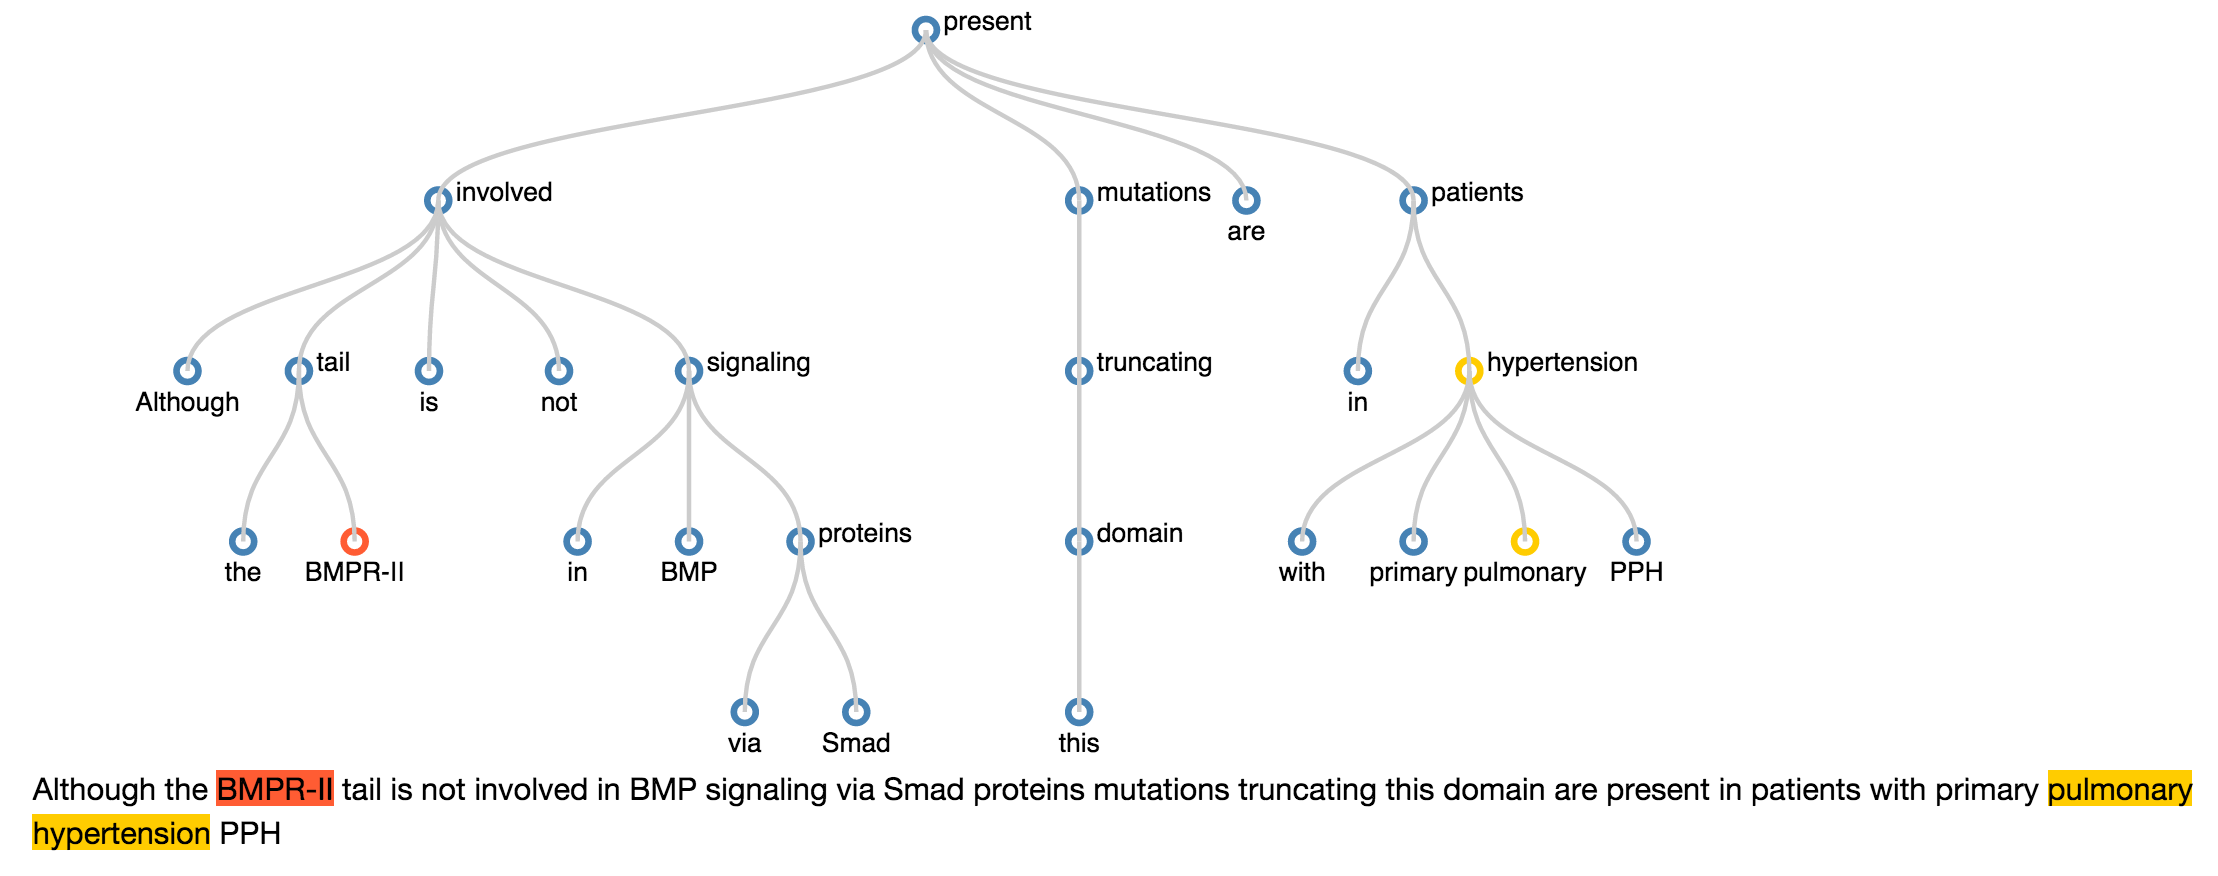 present
involved
mutations
are
patients
Although
tail
is
not
signaling
truncating
in
hypertension
the
BMPR-II
in
BMP
proteins
domain
with
primary
pulmonary
PPH
via
Smad
this
Although the BMPR-II tail is not involved in BMP signaling via Smad proteins mutations truncating this domain are present in patients with primary pulmonary
hypertension PPH